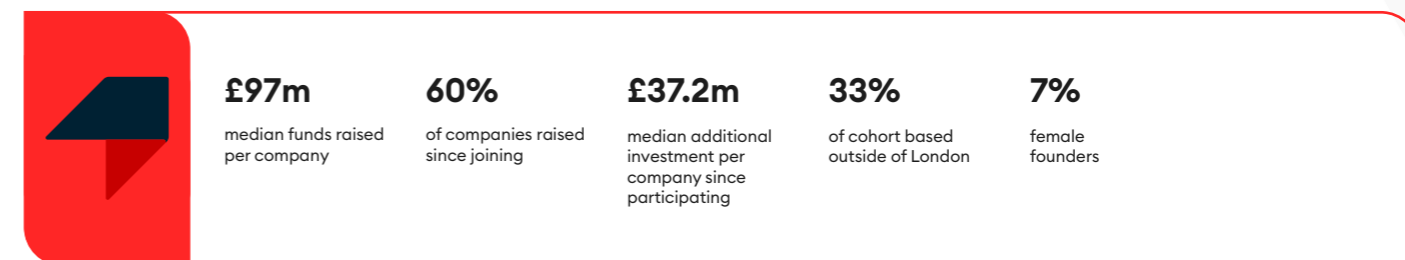 £97m
median funds raised
per company
60%
of companies raised
since joining
£37.2m
median additional
investment per
company since
participating
33%
of cohort based
outside of London
7%
female
founders